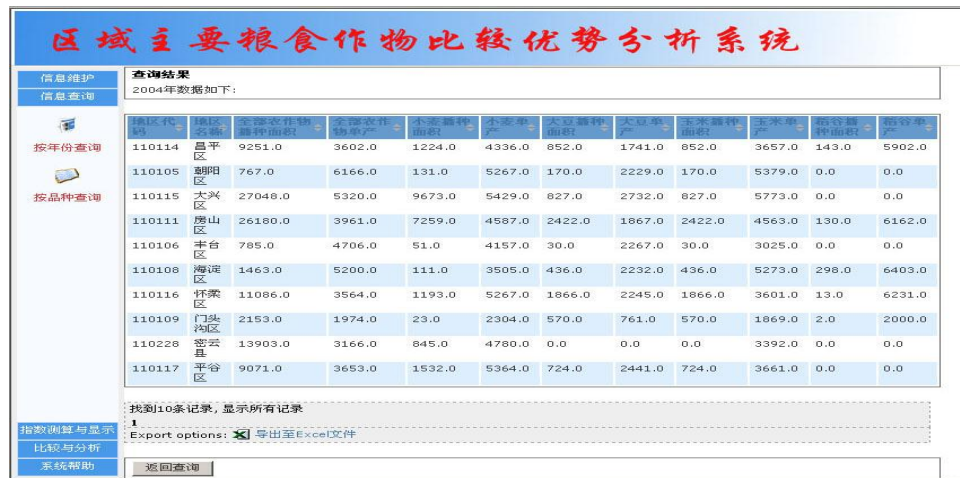 区域主要粮食作物比较优势分析系统
信息维护
信息查询
按年份查询
按品种查询
指数测算与显示
比较与分析
系统帮助
查询结果
2004年数据如下:
地区代码 地区名称 全部农作物播种面积 全部农作物单产 小麦播种面积 小麦单产 大豆播种面积 大豆单产 玉米播种面积 玉米单产 稻谷播种面积 稻谷单产
110114 昌平区 9251.0 3602.0 1224.0 4336.0 852.0 1741.0 852.0 3657.0 143.0 5902.0
110105 朝阳区 767.0 6166.0 131.0 5267.0 170.0 2229.0 170.0 5379.0 0.0 0.0
110115 大兴区 27048.0 5320.0 9673.0 5429.0 827.0 2732.0 827.0 5773.0 0.0 0.0
110111 房山区 26180.0 3961.0 7259.0 4587.0 2422.0 1867.0 2422.0 4563.0 130.0 6162.0
110106 丰台区 785.0 4706.0 51.0 4157.0 30.0 2267.0 30.0 3025.0 0.0 0.0
110108 海淀区 1463.0 5200.0 111.0 3505.0 436.0 2232.0 436.0 5273.0 298.0 6403.0
110116 怀柔区 11086.0 3564.0 1193.0 5267.0 1866.0 2245.0 1866.0 3601.0 13.0 6231.0
110109 门头沟区 2153.0 1974.0 23.0 2304.0 570.0 761.0 570.0 1869.0 2.0 2000.0
110228 密云县 13903.0 3166.0 845.0 4780.0 0.0 0.0 0.0 3392.0 0.0 0.0
110117 平谷区 9071.0 3653.0 1532.0 5364.0 724.0 2441.0 724.0 3661.0 0.0 0.0
找到10条记录,显示所有记录
1
Export options: 导出至Excel文件
返回查询